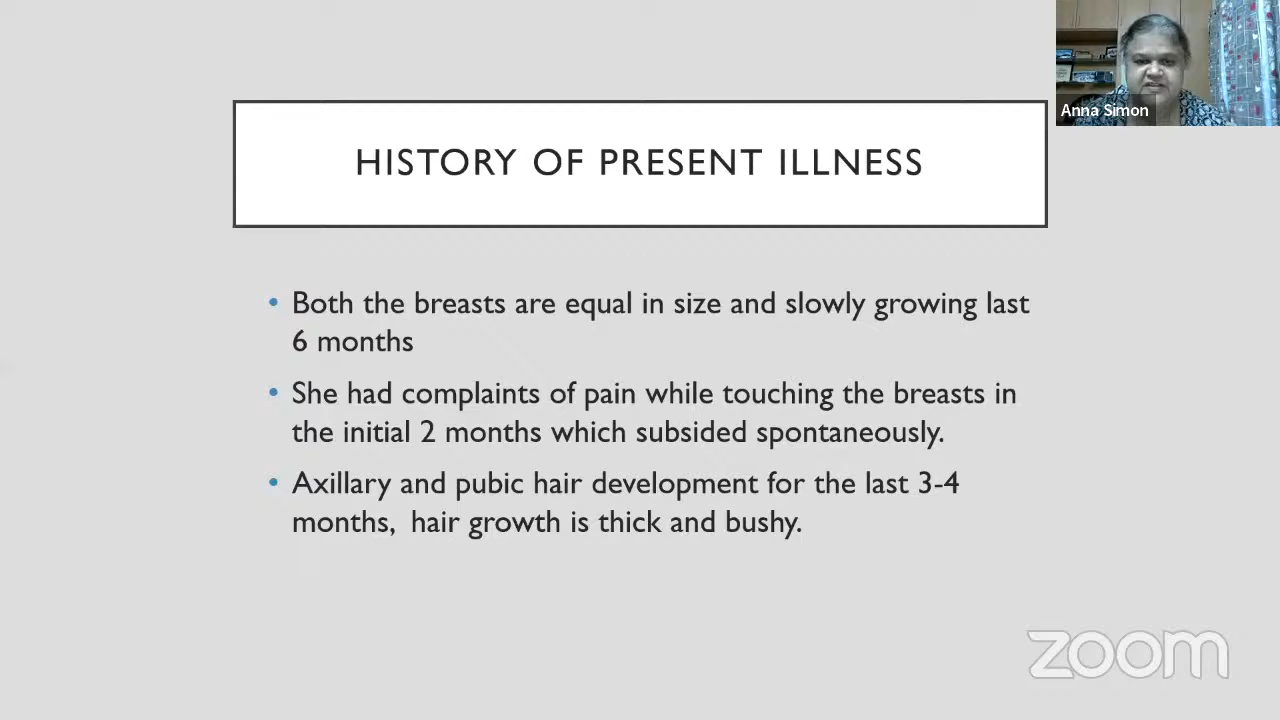 Anna Simon
HISTORY OF PRESENT ILLNESS
• Both the breasts are equal in size and slowly growing last
6 months
• She had complaints of pain while touching the breasts in
the initial 2 months which subsided spontaneously.
• Axillary and pubic hair development for the last 3-4
months,  hair growth is thick and bushy.
zoom